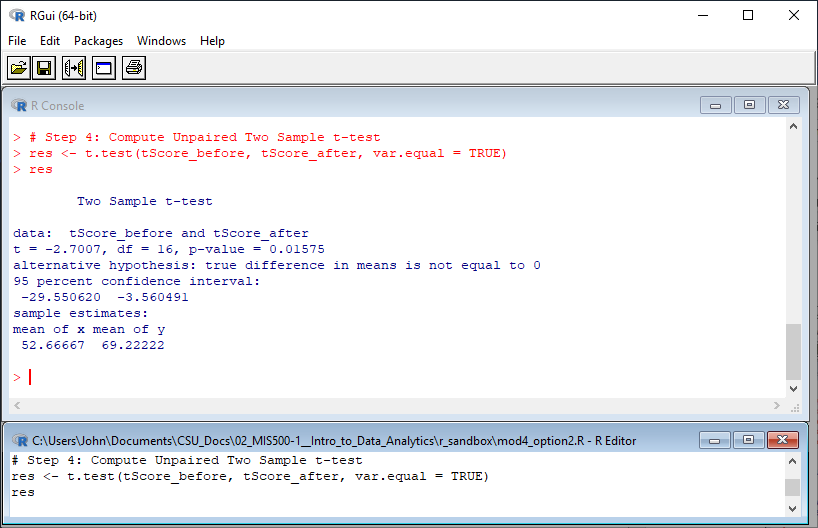 RGui (64-bit)
File Edit Packages Windows Help
R Console
> # Step 4: Compute Unpaired Two Sample t-test
> res <- t.test(tScore_before, tScore_after, var.equal = TRUE)
> res
Two Sample t-test
data:  tScore_before and tScore_after
t = -2.7007, df = 16, p-value = 0.01575
alternative hypothesis: true difference in means is not equal to 0
95 percent confidence interval:
 -29.550620  -3.560491
sample estimates:
mean of x mean of y
 52.66667  69.22222
>
C:\Users\John\Documents\CSU_Docs\02_MIS500-1__Intro_to_Data_Analytics\r_sandbox\mod4_option2.R - R Editor
# Step 4: Compute Unpaired Two Sample t-test
res <- t.test(tScore_before, tScore_after, var.equal = TRUE)
res